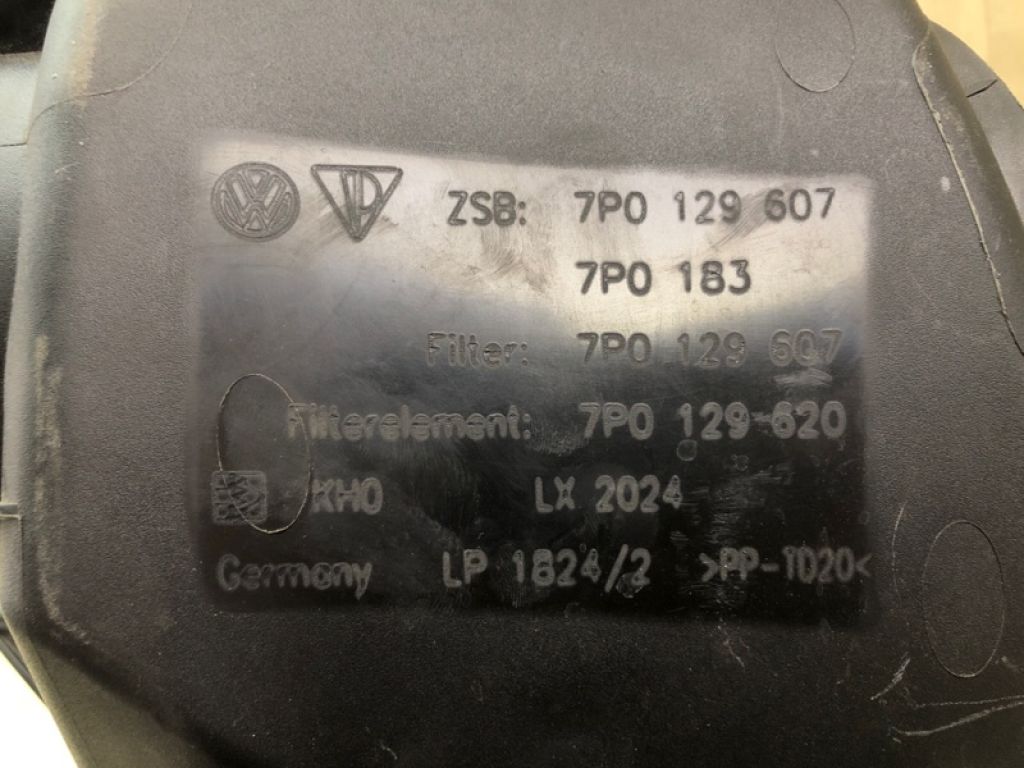 ZSB: 7P0 129 607
7P0 183
Filter: 7P0 129 607
Filterelement: 7P0 129 620
KHO LX 2024
Germany LP 1824/2 >PP-TD20<